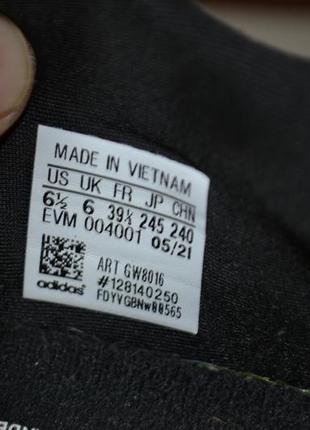 MADE IN VIETNAM
US UK FR JP CHN
6½ 6 39⅓ 245 240
EVM 004001 05/21
ART GW8016
#128140250
adidas